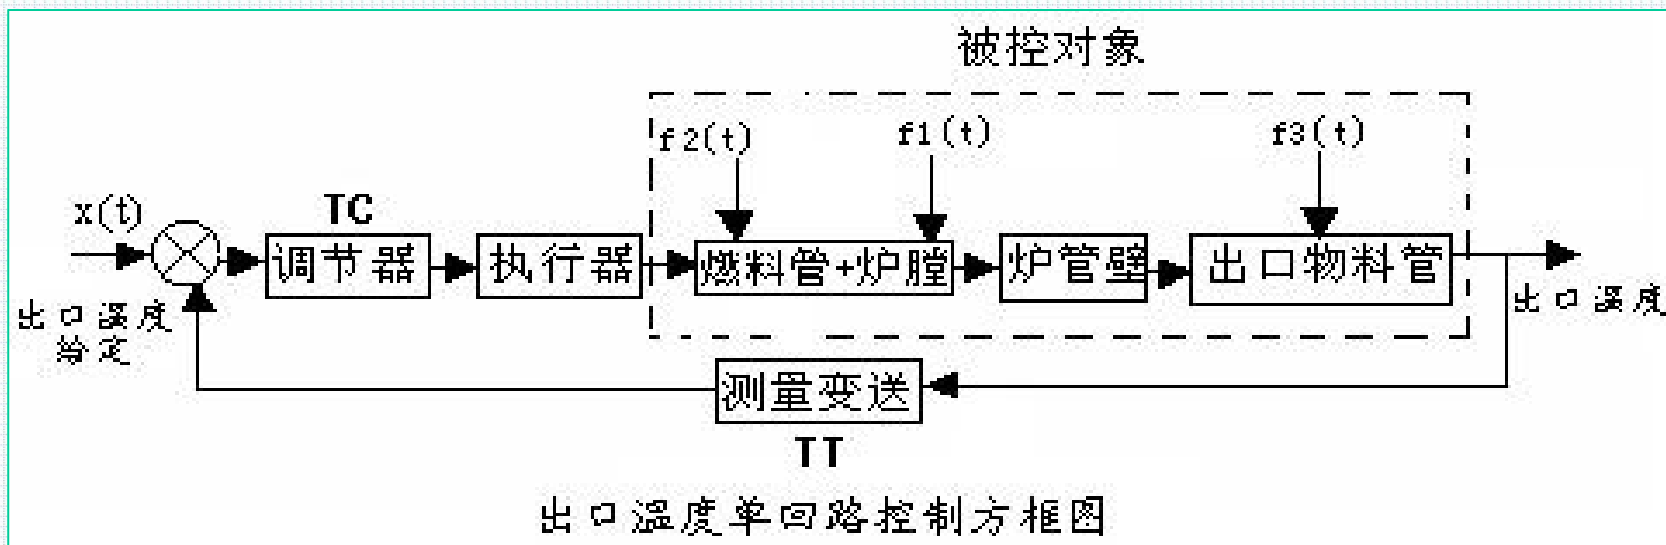 被控对象
f2(t)
f1(t)
f3(t)
x(t)
TC
调节器
执行器
燃料管+炉膛
炉管壁
出口物料管
出口温度
给定
出口温度
测量变送
TT
出口温度单回路控制方框图